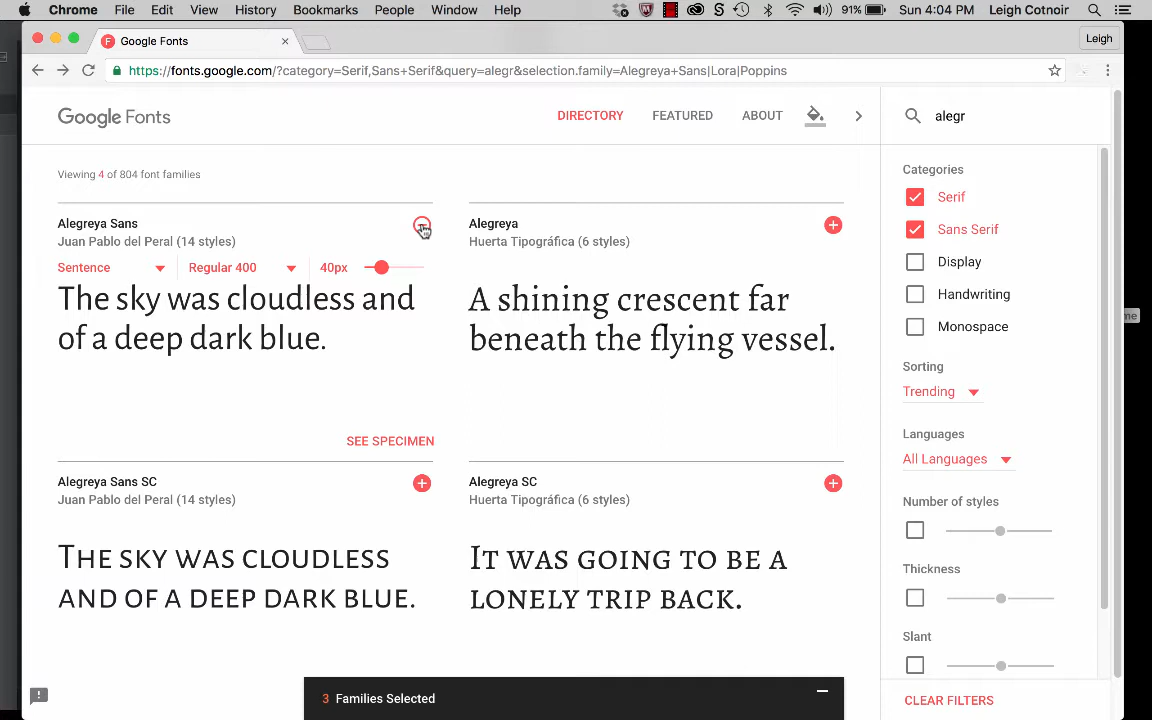 Chrome File Edit View History Bookmarks People Window Help 91% Sun 4:04 PM Leigh Cotnoir
Google Fonts
Leigh
https://fonts.google.com/?category=Serif,Sans+Serif&query=alegr&selection.family=Alegreya+Sans|Lora|Poppins
Google Fonts DIRECTORY FEATURED ABOUT
alegr
Viewing 4 of 804 font families
Alegreya Sans
Juan Pablo del Peral (14 styles)
Sentence Regular 400 40px
The sky was cloudless and
of a deep dark blue.
SEE SPECIMEN
Alegreya
Huerta Tipográfica (6 styles)
A shining crescent far
beneath the flying vessel.
Alegreya Sans SC
Juan Pablo del Peral (14 styles)
The sky was cloudless
and of a deep dark blue.
Alegreya SC
Huerta Tipográfica (6 styles)
It was going to be a
lonely trip back.
Categories
Serif
Sans Serif
Display
Handwriting
Monospace
Sorting
Trending
Languages
All Languages
Number of styles
Thickness
Slant
CLEAR FILTERS
3 Families Selected
me